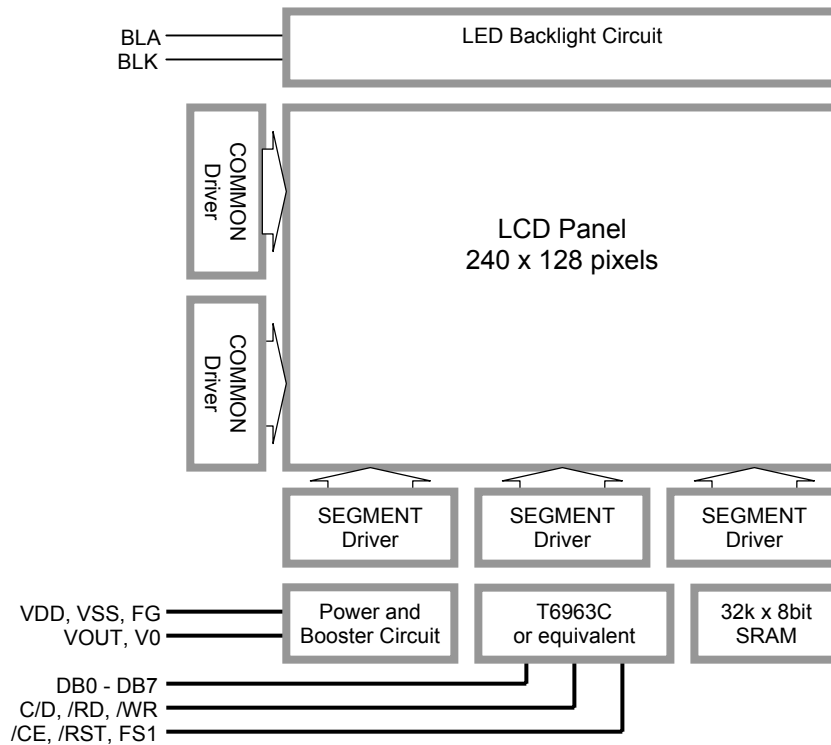 BLA
BLK
LED Backlight Circuit
COMMON
Driver
LCD Panel
240 x 128 pixels
COMMON
Driver
SEGMENT
Driver
SEGMENT
Driver
SEGMENT
Driver
VDD, VSS, FG
VOUT, V0
Power and
Booster Circuit
T6963C
or equivalent
32k x 8bit
SRAM
DB0 - DB7
C/D, /RD, /WR
/CE, /RST, FS1